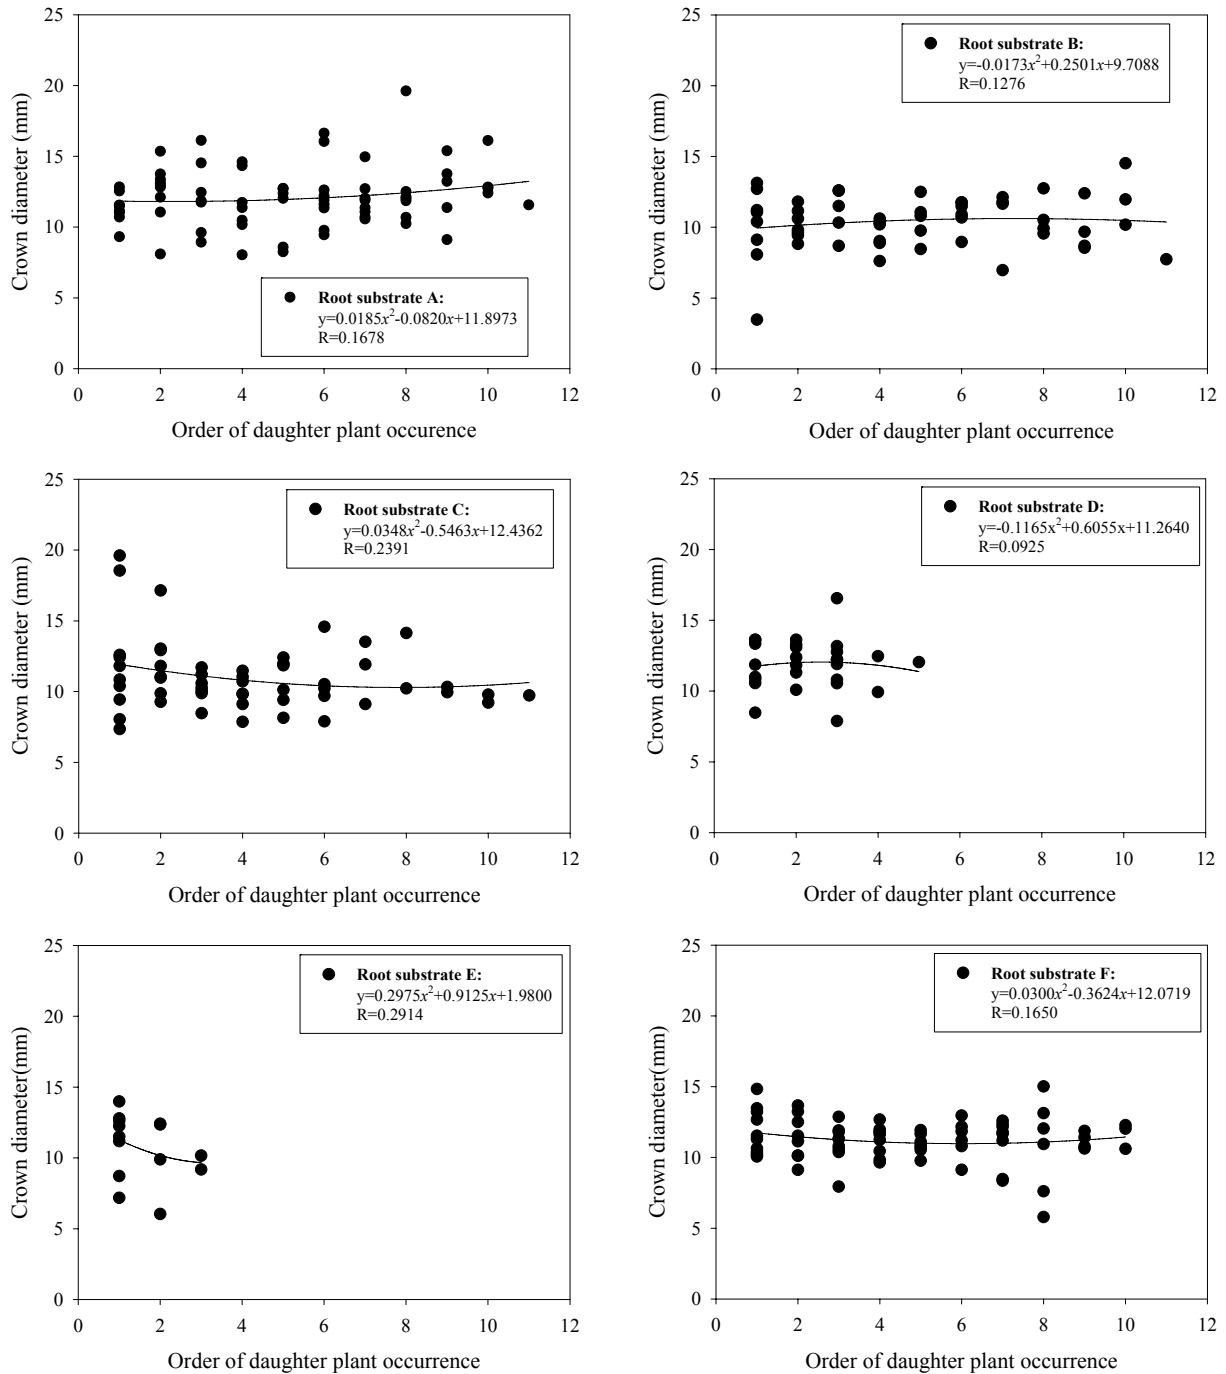 25
20
15
10
5
0
Crown diameter (mm)
Root substrate A:
y=0.0185x²-0.0820x+11.8973
R=0.1678
0 2 4 6 8 10 12
Order of daughter plant occurence
25
20
15
10
5
0
Crown diameter (mm)
Root substrate B:
y=-0.0173x²+0.2501x+9.7088
R=0.1276
0 2 4 6 8 10 12
Oder of daughter plant occurrence
25
20
15
10
5
0
Crown diameter (mm)
Root substrate C:
y=0.0348x²-0.5463x+12.4362
R=0.2391
0 2 4 6 8 10 12
Order of daughter plant occurrence
25
20
15
10
5
0
Crown diameter (mm)
Root substrate D:
y=-0.1165x²+0.6055x+11.2640
R=0.0925
0 2 4 6 8 10 12
Order of daughter plant occurrence
25
20
15
10
5
0
Crown diameter(mm)
Root substrate E:
y=0.2975x²+0.9125x+1.9800
R=0.2914
0 2 4 6 8 10 12
Order of daughter plant occurrence
25
20
15
10
5
0
Crown diameter(mm)
Root substrate F:
y=0.0300x²-0.3624x+12.0719
R=0.1650
0 2 4 6 8 10 12
Order of daughter plant occurrence